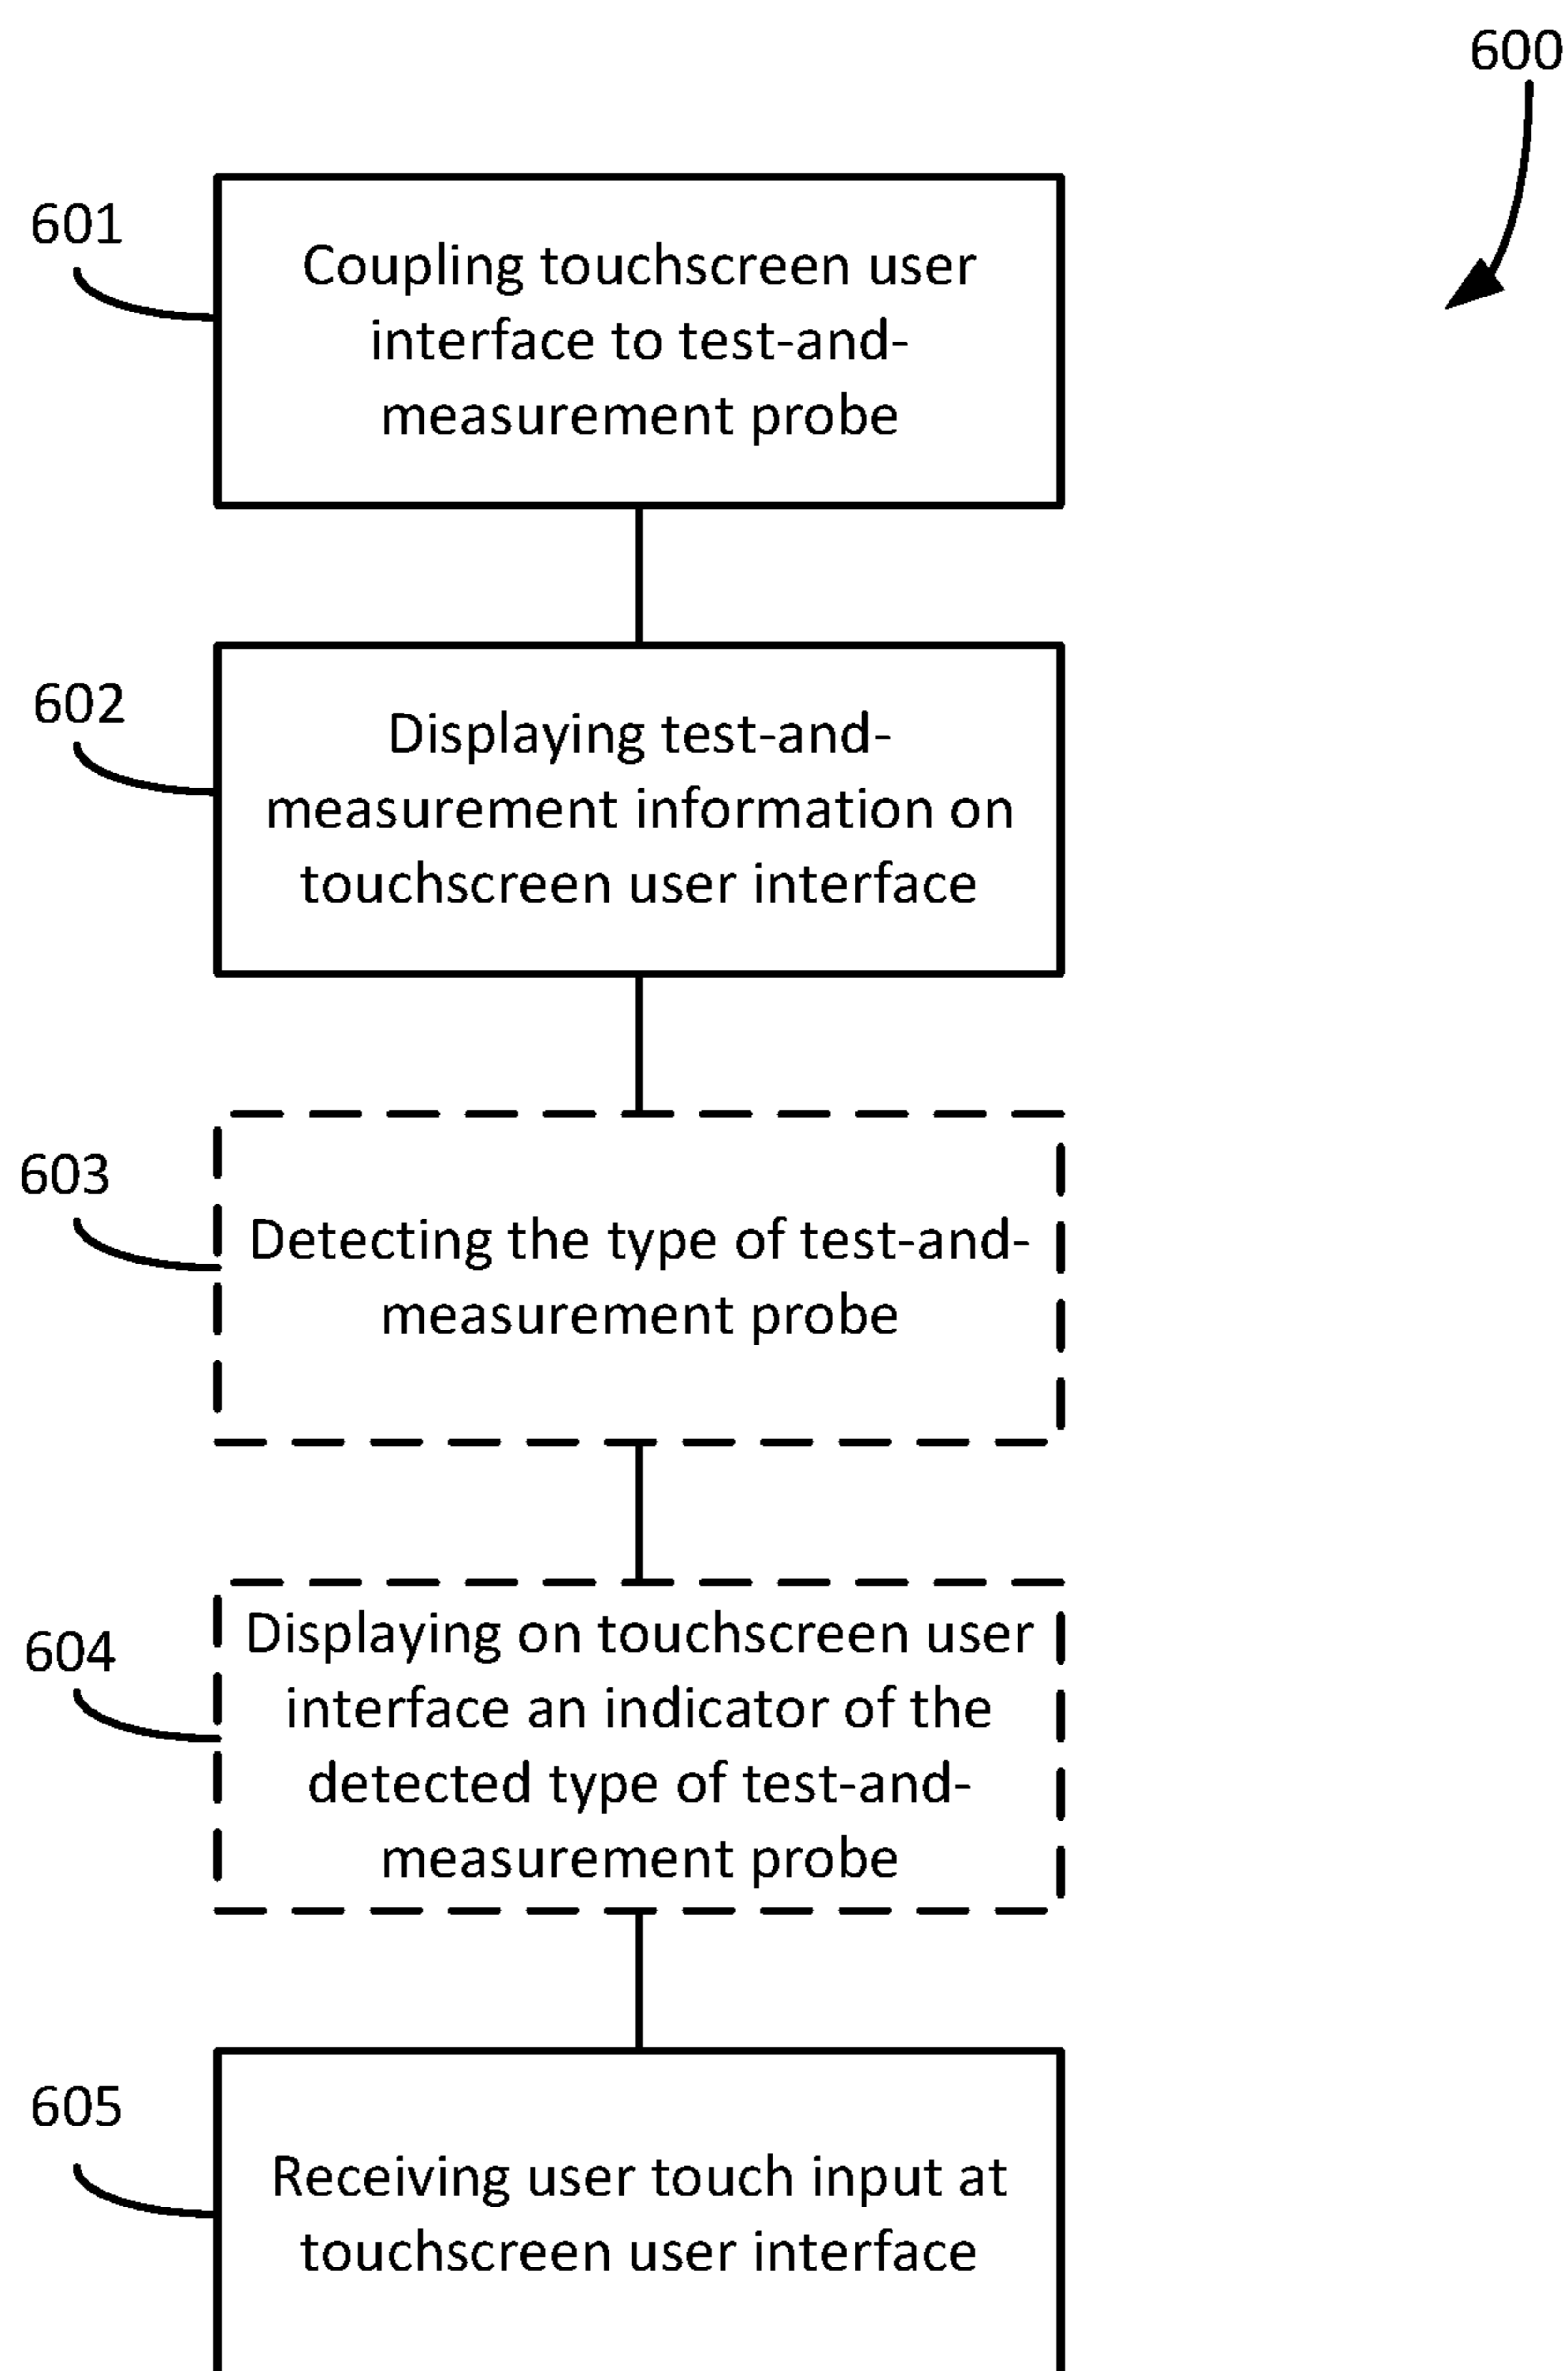 600
601
Coupling touchscreen user
interface to test-and-
measurement probe
602
Displaying test-and-
measurement information on
touchscreen user interface
603
Detecting the type of test-and-
measurement probe
604
Displaying on touchscreen user
interface an indicator of the
detected type of test-and-
measurement probe
605
Receiving user touch input at
touchscreen user interface